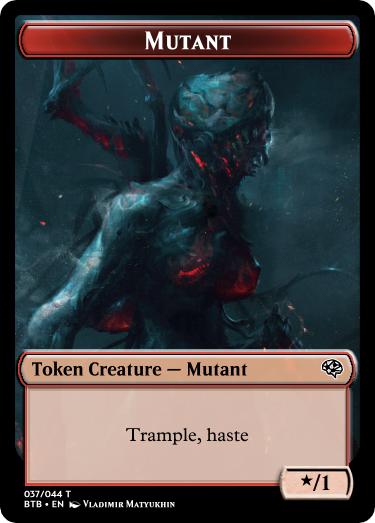 Mutant
Token Creature — Mutant
Trample, haste
★/1
037/044 T
BTB • EN Vladimir Matyukhin